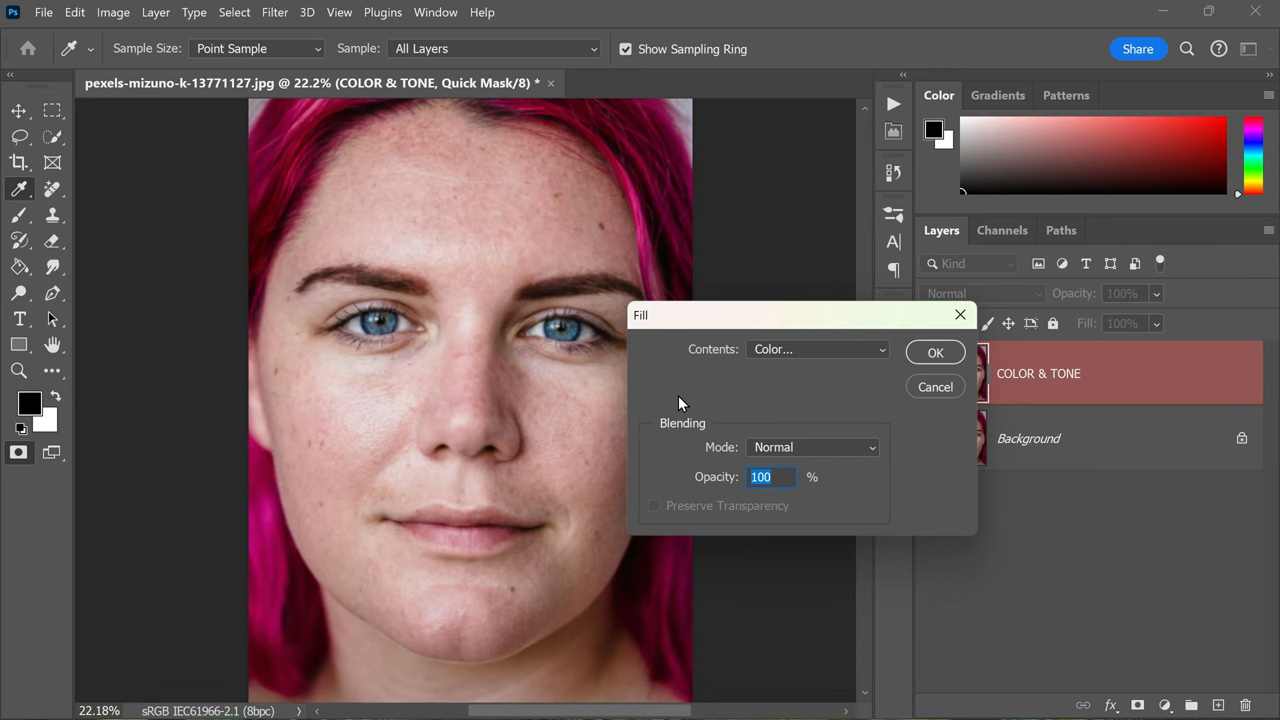 Ps File Edit Image Layer Type Select Filter 3D View Plugins Window Help
Sample Size: Point Sample Sample: All Layers Show Sampling Ring Share
pexels-mizuno-k-13771127.jpg @ 22.2% (COLOR & TONE, Quick Mask/8) *
Color Gradients Patterns
Layers Channels Paths
Kind
Normal Opacity: 100%
Fill: 100%
Fill
Contents: Color... OK
COLOR & TONE
Cancel
Blending
Mode: Normal
Background
Opacity: 100 %
Preserve Transparency
22.18% sRGB IEC61966-2.1 (8bpc)